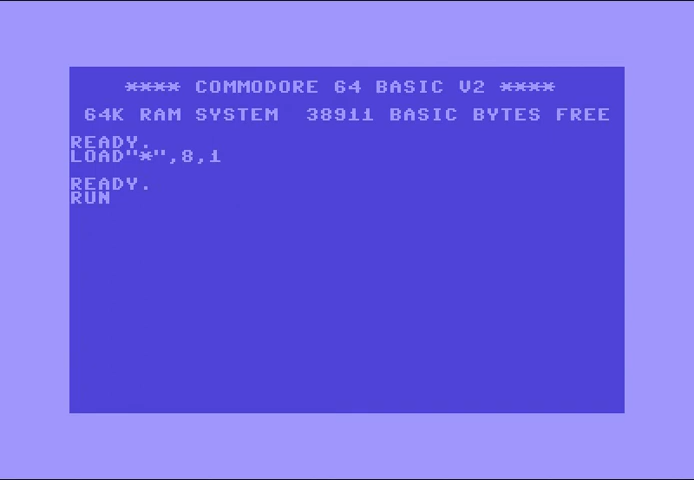 **** COMMODORE 64 BASIC V2 ****
64K RAM SYSTEM  38911 BASIC BYTES FREE
READY.
LOAD"*",8,1
READY.
RUN